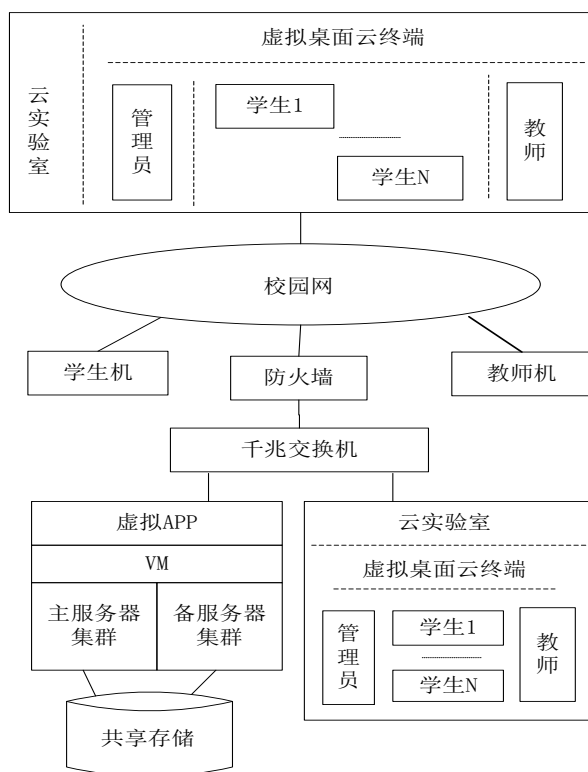 虚拟桌面云终端
云实验室
管理员
学生1
学生N
教师
校园网
学生机
防火墙
教师机
千兆交换机
虚拟APP
VM
主服务器
集群
备服务器
集群
共享存储
云实验室
虚拟桌面云终端
管理员
学生1
学生N
教师